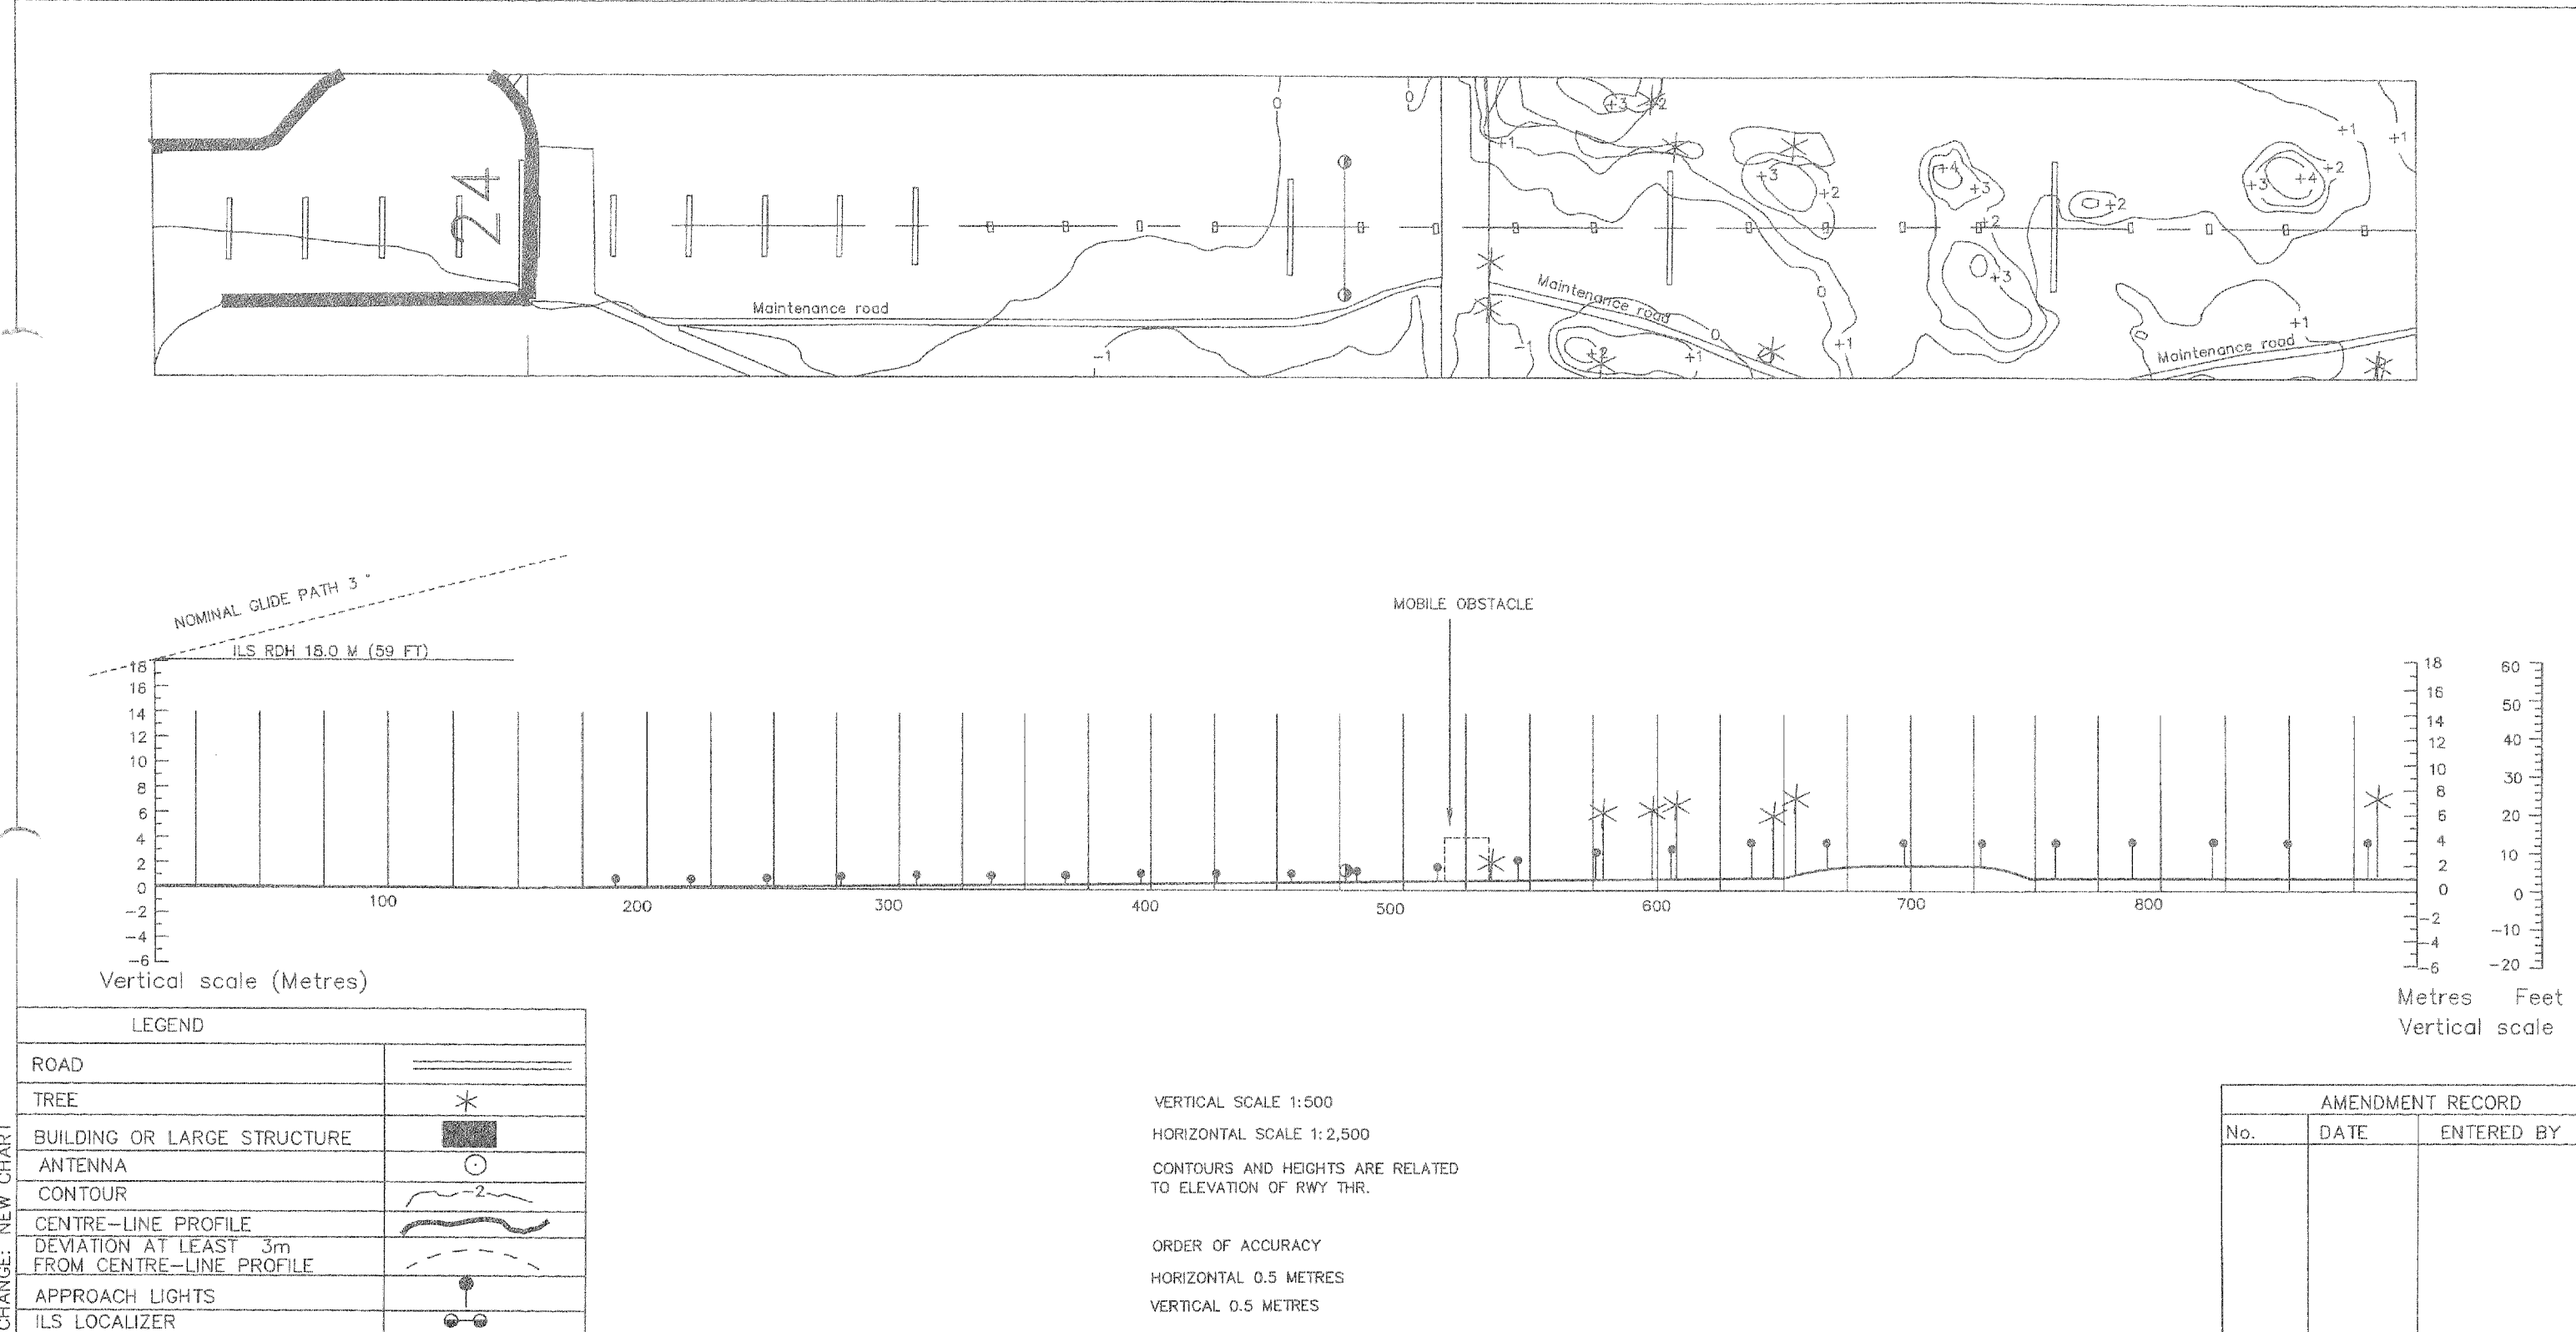 24
0
0
+3
+2
+1
+3
+2
+4
+3
+2
+3
+2
+3
+4
+2
+1
+1
0
-1
-1
+2
+1
0
+1
+1
Maintenance road
Maintenance road
Maintenance road
NOMINAL GLIDE PATH 3 °
ILS RDH 18.0 M (59 FT)
MOBILE OBSTACLE
18
16
14
12
10
8
6
4
2
0
-2
-4
-6
100
200
300
400
500
600
700
800
18
16
14
12
10
8
6
4
2
0
-2
-4
-6
60
50
40
30
20
10
0
-10
-20
Vertical scale (Metres)
Metres Feet
Vertical scale
LEGEND
ROAD
TREE
BUILDING OR LARGE STRUCTURE
ANTENNA
CONTOUR
-2
CENTRE-LINE PROFILE
DEVIATION AT LEAST 3m
FROM CENTRE-LINE PROFILE
APPROACH LIGHTS
ILS LOCALIZER
CHANGE: NEW CHART
VERTICAL SCALE 1:500
HORIZONTAL SCALE 1:2,500
CONTOURS AND HEIGHTS ARE RELATED
TO ELEVATION OF RWY THR.
ORDER OF ACCURACY
HORIZONTAL 0.5 METRES
VERTICAL 0.5 METRES
AMENDMENT RECORD
No. DATE ENTERED BY